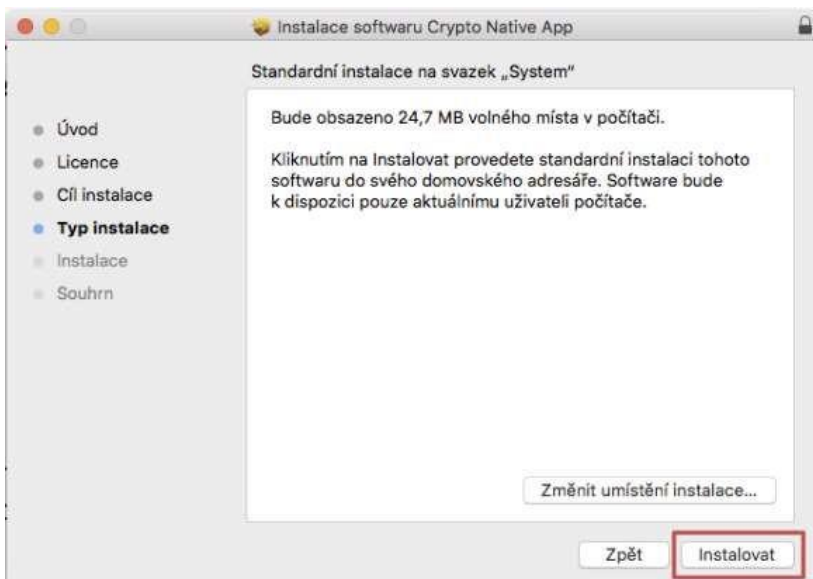 Instalace softwaru Crypto Native App
Standardní instalace na svazek „System“
Úvod
Licence
Cíl instalace
Typ instalace
Instalace
Souhrn
Bude obsazeno 24,7 MB volného místa v počítači.
Kliknutím na Instalovat provedete standardní instalaci tohoto
softwaru do svého domovského adresáře. Software bude
k dispozici pouze aktuálnímu uživateli počítače.
Změnit umístění instalace...
Zpět
Instalovat